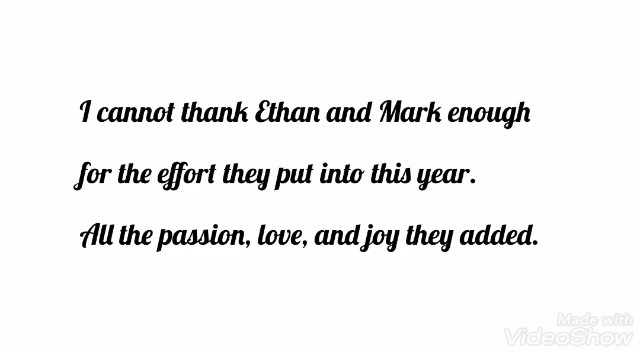 I cannot thank Ethan and Mark enough
for the effort they put into this year.
All the passion, love, and joy they added.
Made with
VideoShow